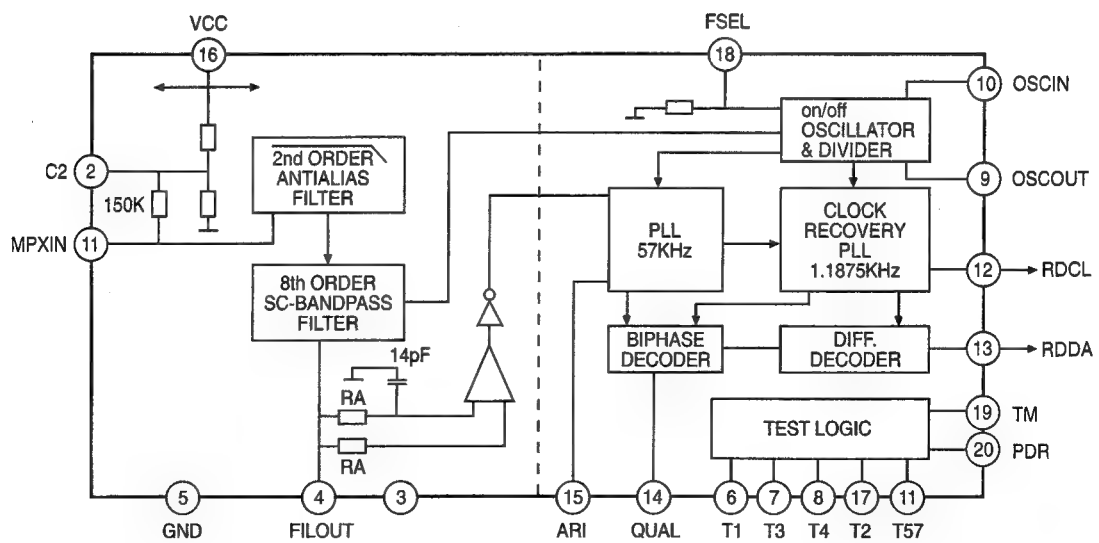 VCC
FSEL
16
18
10 OSCIN
on/off
OSCILLATOR
& DIVIDER
2nd ORDER
ANTIALIAS
FILTER
C2 2
9 OSCOUT
150K
PLL
57KHz
CLOCK
RECOVERY
PLL
1.1875KHz
MPXIN 11
12 RDCL
8th ORDER
SC-BANDPASS
FILTER
14pF
BIPHASE
DECODER
DIFF.
DECODER
13 RDDA
RA
RA
TEST LOGIC
19 TM
20 PDR
5
4
3
15
14
6
7
8
17
11
GND
FILOUT
ARI
QUAL
T1
T3
T4
T2
T57